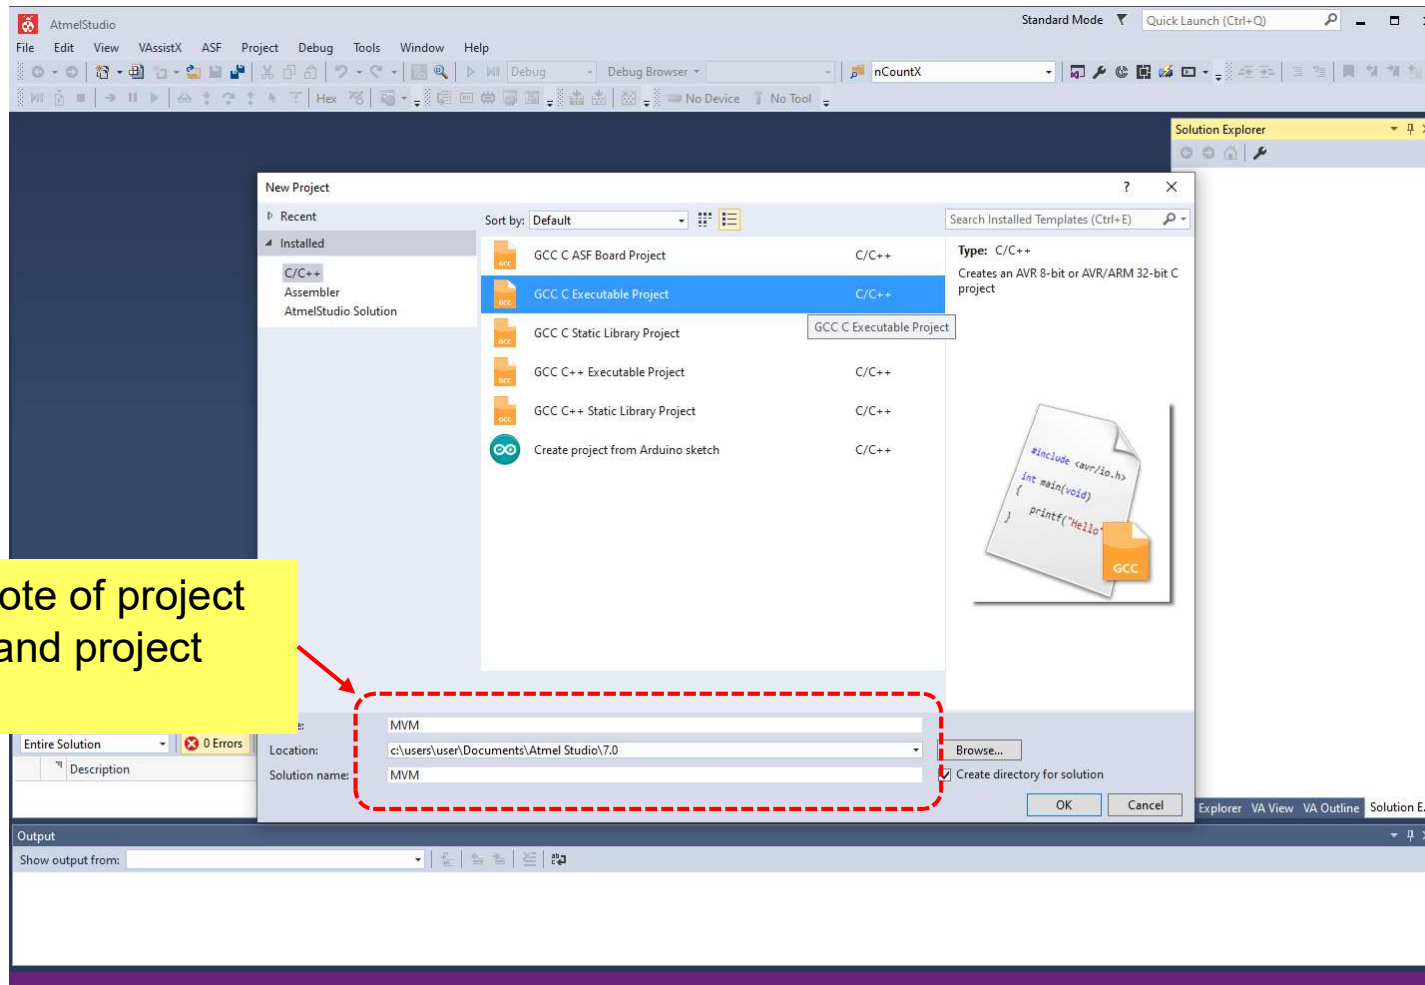 AtmelStudio
Standard Mode
Quick Launch (Ctrl+Q)
File Edit View VAssistX ASF Project Debug Tools Window Help
Debug
Debug Browser
nCountX
Hex
No Device
No Tool
Solution Explorer
New Project
?
Recent
Sort by: Default
Search Installed Templates (Ctrl+E)
Installed
C/C++
Assembler
AtmelStudio Solution
GCC C ASF Board Project C/C++
GCC C Executable Project C/C++
GCC C Executable Project
GCC C Static Library Project
GCC C++ Executable Project C/C++
GCC C++ Static Library Project C/C++
Create project from Arduino sketch C/C++
Type: C/C++
Creates an AVR 8-bit or AVR/ARM 32-bit C
project
#include <avr/io.h>
int main(void)
{
printf("Hello"
}
GCC
ote of project
and project
MVM
Location: c:\users\user\Documents\Atmel Studio\7.0
Browse...
Solution name: MVM
Create directory for solution
OK Cancel
Entire Solution
0 Errors
Description
Explorer VA View VA Outline Solution E.
Output
Show output from: